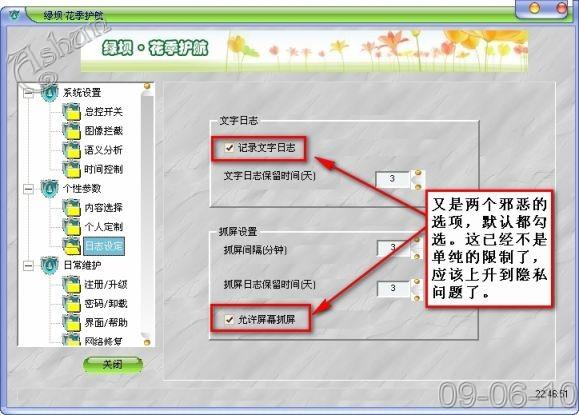 绿坝 花季护航
Ashun
绿坝·花季护航
系统设置
总控开关
图像拦截
语义分析
时间控制
个性参数
内容选择
个人定制
日志设定
日常维护
注册/升级
密码/卸载
界面/帮助
网络修复
关闭
文字日志
记录文字日志
文字日志保留时间(天)
3
抓屏设置
抓屏间隔(分钟)
3
抓屏日志保留时间(天)
3
允许屏幕抓屏
又是两个邪恶的
选项，默认都勾
选。这已经不是
单纯的限制了，
应该上升到隐私
问题了。
22:46:51
09-06-10